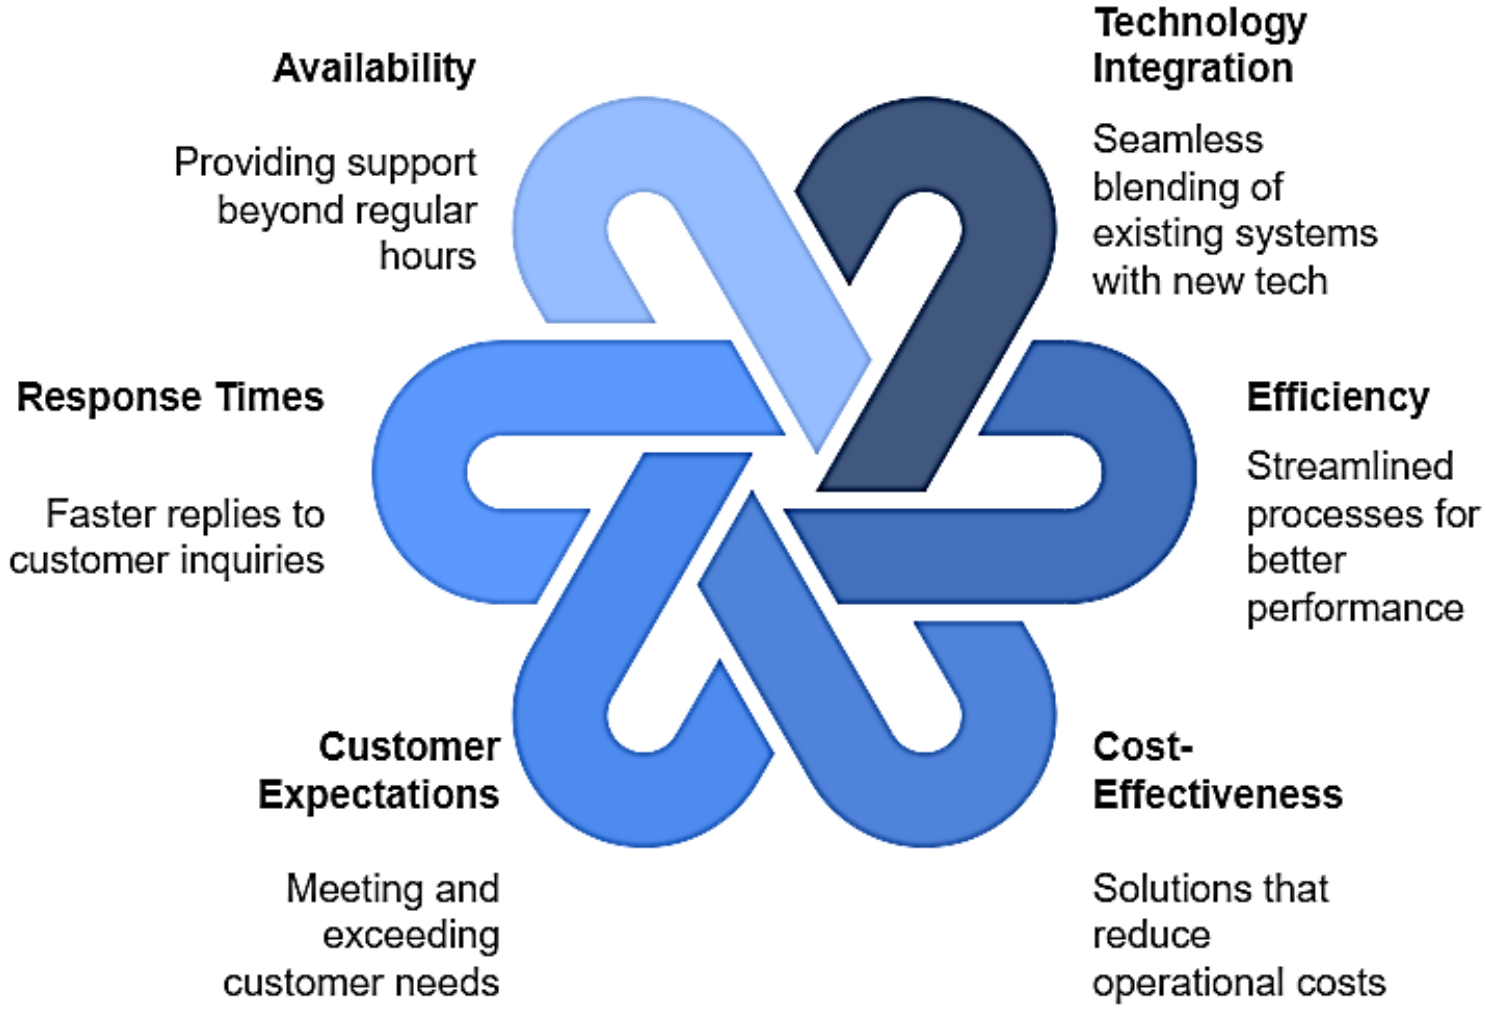 Availability
Providing support
beyond regular
hours
Technology
Integration
Seamless
blending of
existing systems
with new tech
Response Times
Faster replies to
customer inquiries
Efficiency
Streamlined
processes for
better
performance
Customer
Expectations
Meeting and
exceeding
customer needs
Cost-
Effectiveness
Solutions that
reduce
operational costs